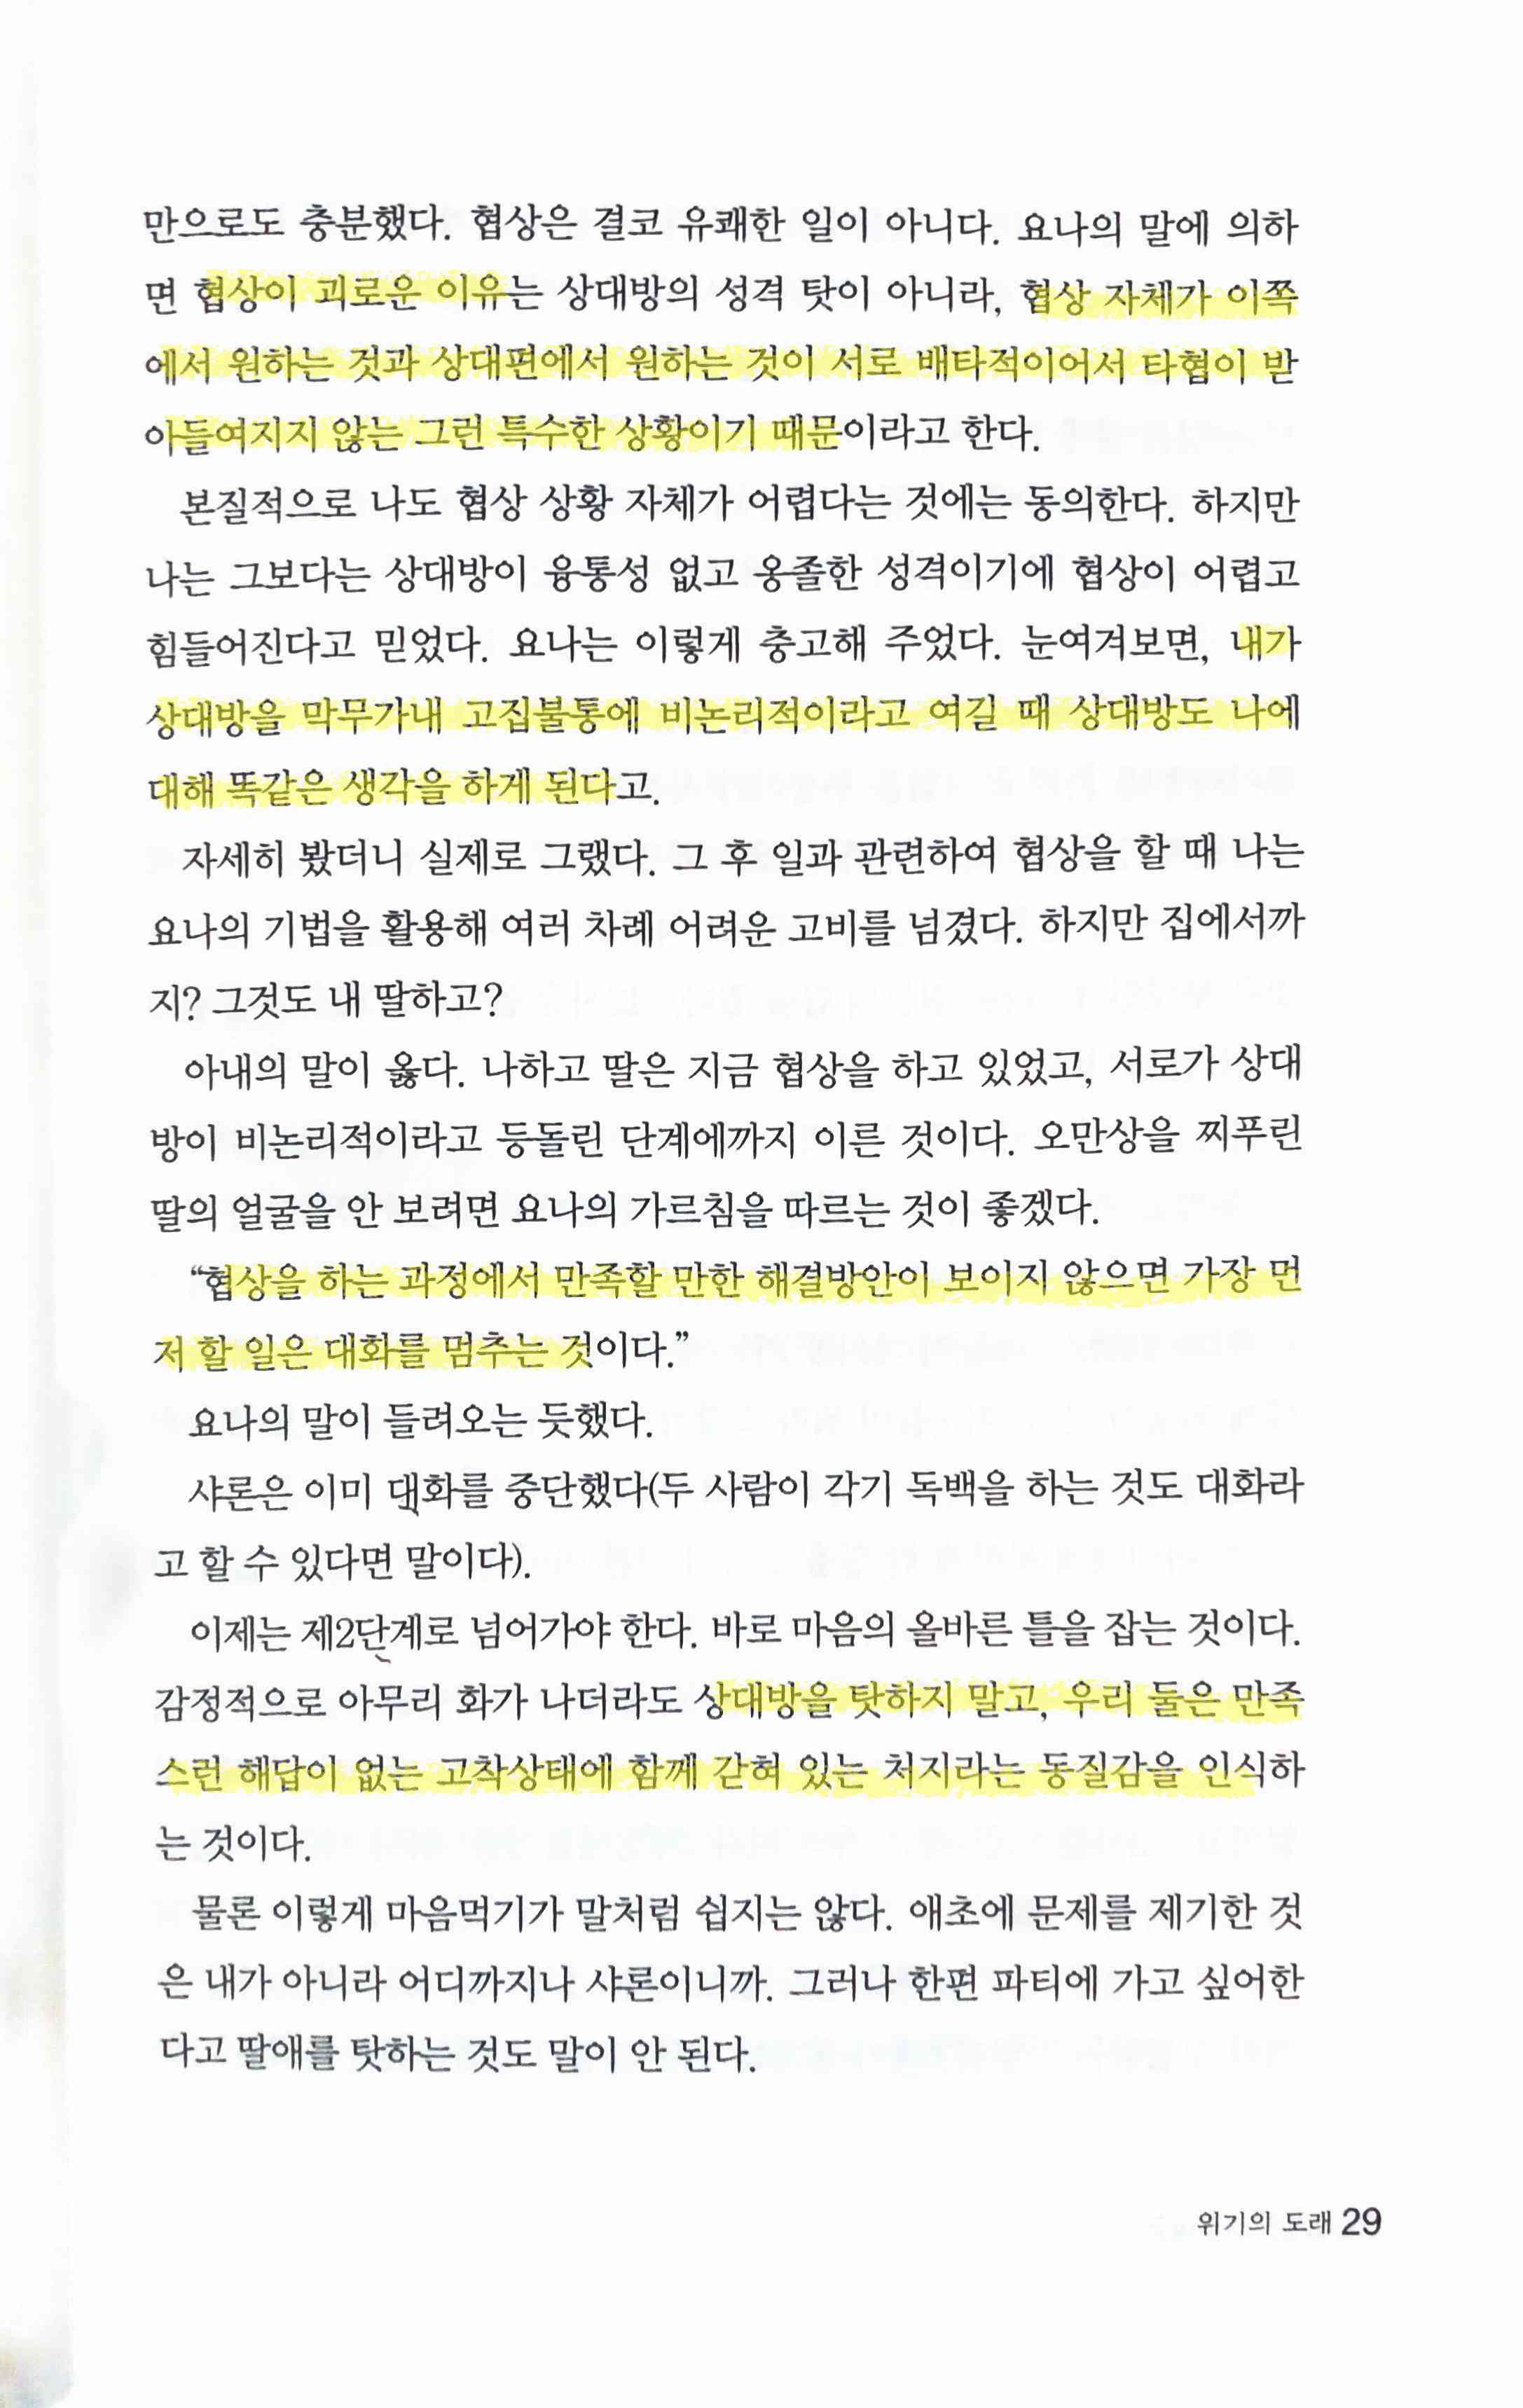 만으로도 충분했다. 협상은 결코 유쾌한 일이 아니다. 요나의 말에 의하
면 협상이 괴로운 이유는 상대방의 성격 탓이 아니라, 협상 자체가 이쪽
에서 원하는 것과 상대편에서 원하는 것이 서로 배타적이어서 타협이 받
아들여지지 않는 그런 특수한 상황이기 때문이라고 한다.
본질적으로 나도 협상 상황 자체가 어렵다는 것에는 동의한다. 하지만
나는 그보다는 상대방이 융통성 없고 옹졸한 성격이기에 협상이 어렵고
힘들어진다고 믿었다. 요나는 이렇게 충고해 주었다. 눈여겨보면, 내가
상대방을 막무가내 고집불통에 비논리적이라고 여길 때 상대방도 나에
대해 똑같은 생각을 하게 된다고.
자세히 봤더니 실제로 그랬다. 그 후 일과 관련하여 협상을 할 때 나는
요나의 기법을 활용해 여러 차례 어려운 고비를 넘겼다. 하지만 집에서까
지? 그것도 내 딸하고?
아내의 말이 옳다. 나하고 딸은 지금 협상을 하고 있었고, 서로가 상대
방이 비논리적이라고 등돌린 단계에까지 이른 것이다. 오만상을 찌푸린
딸의 얼굴을 안 보려면 요나의 가르침을 따르는 것이 좋겠다.
“협상을 하는 과정에서 만족할 만한 해결방안이 보이지 않으면 가장 먼
저 할 일은 대화를 멈추는 것이다.”
요나의 말이 들려오는 듯했다.
샤론은 이미 대화를 중단했다(두 사람이 각기 독백을 하는 것도 대화라
고 할 수 있다면 말이다).
이제는 제2단계로 넘어가야 한다. 바로 마음의 올바른 틀을 잡는 것이다.
감정적으로 아무리 화가 나더라도 상대방을 탓하지 말고, 우리 둘은 만족
스런 해답이 없는 고착상태에 함께 갇혀 있는 처지라는 동질감을 인식하
는 것이다.
물론 이렇게 마음먹기가 말처럼 쉽지는 않다. 애초에 문제를 제기한 것
은 내가 아니라 어디까지나 샤론이니까. 그러나 한편 파티에 가고 싶어한
다고 딸애를 탓하는 것도 말이 안 된다.
위기의 도래 29